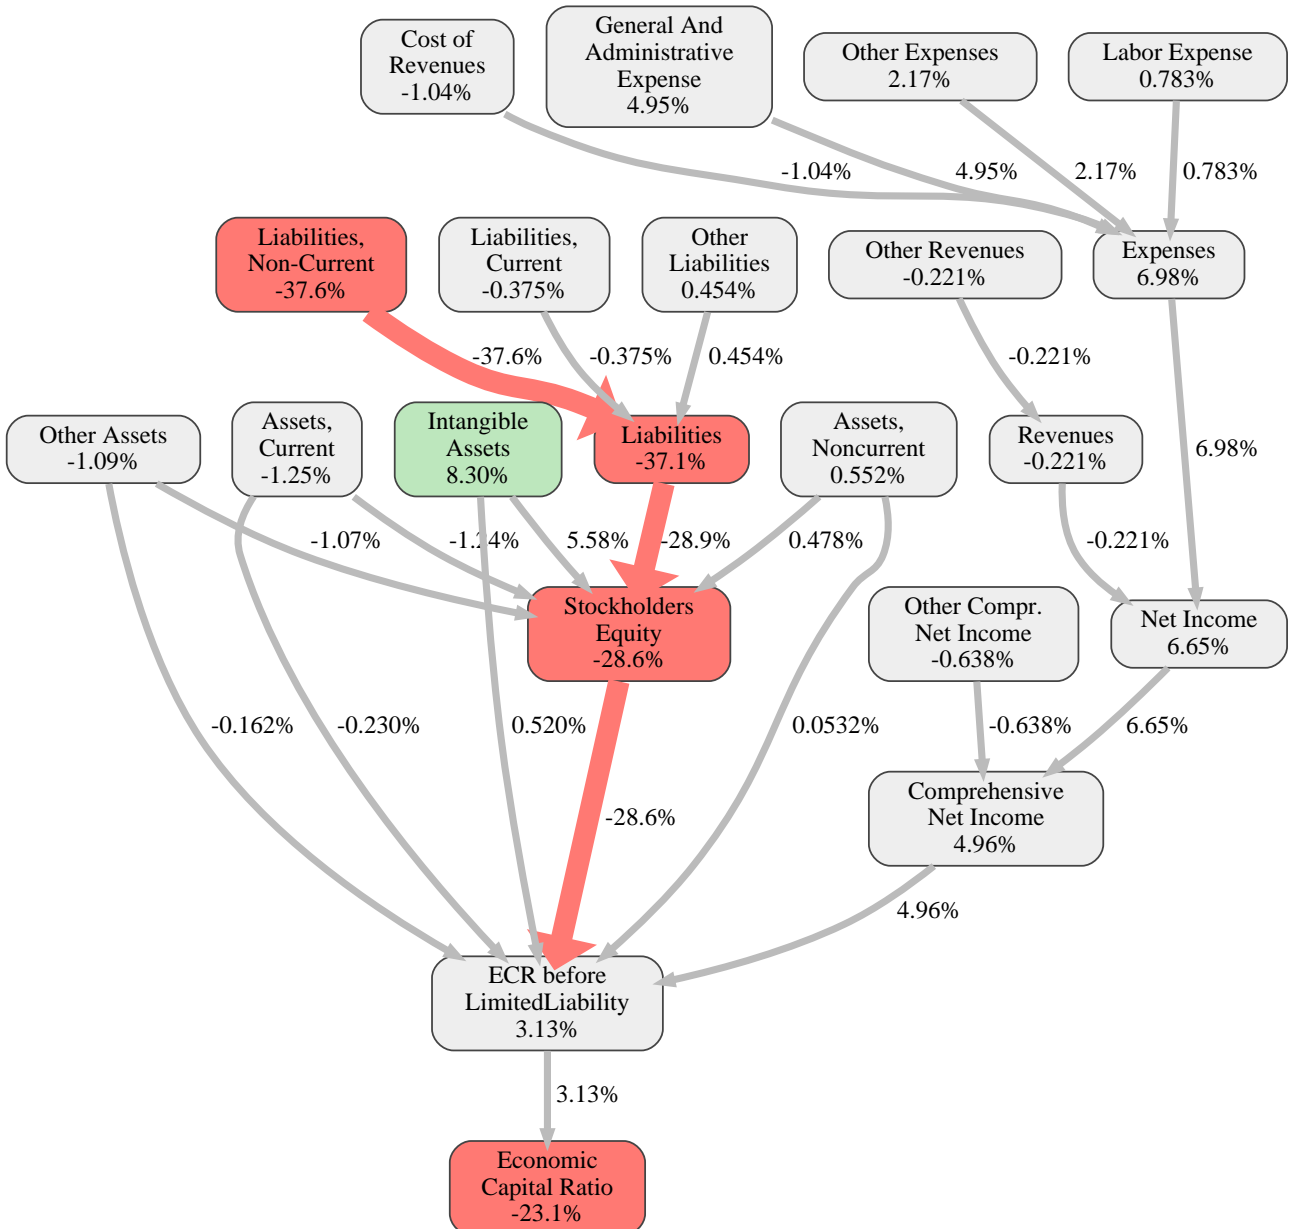 Cost of
Revenues
-1.04%
General And
Administrative
Expense
4.95%
Other Expenses
2.17%
Labor Expense
0.783%
-1.04%
4.95%
2.17%
0.783%
Liabilities,
Non-Current
-37.6%
Liabilities,
Current
-0.375%
Other
Liabilities
0.454%
Other Revenues
-0.221%
Expenses
6.98%
-37.6%
-0.375%
0.454%
-0.221%
Other Assets
-1.09%
Assets,
Current
-1.25%
Intangible
Assets
8.30%
Liabilities
-37.1%
Assets,
Noncurrent
0.552%
Revenues
-0.221%
6.98%
-1.07%
-1.24%
5.58%
-28.9%
0.478%
-0.221%
Stockholders
Equity
-28.6%
Other Compr.
Net Income
-0.638%
Net Income
6.65%
-0.162%
-0.230%
0.520%
0.0532%
-0.638%
6.65%
-28.6%
Comprehensive
Net Income
4.96%
4.96%
ECR before
LimitedLiability
3.13%
3.13%
Economic
Capital Ratio
-23.1%